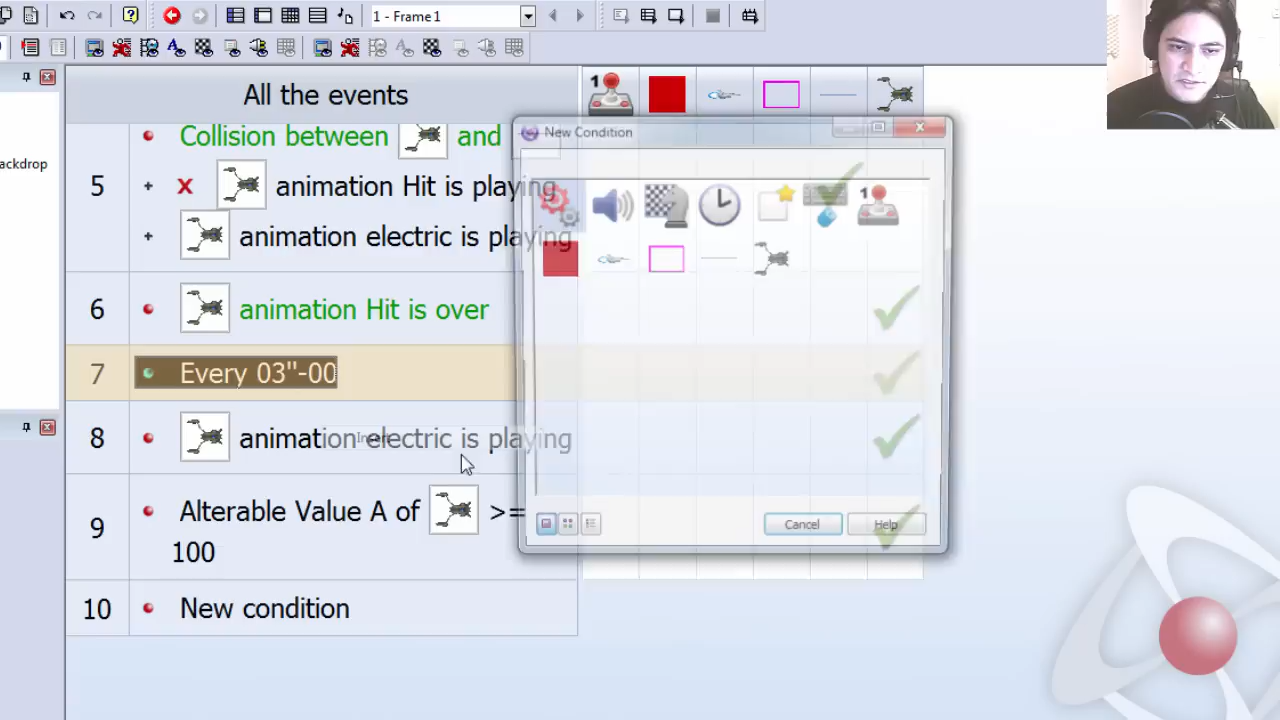 1 - Frame 1
All the events
1
New Condition
ackdrop
Collision between and
5 + X animation Hit is playing
+ animation electric is playing
6 animation Hit is over
7 Every 03"-00
8 animation electric is playing
Insert
9 Alterable Value A of >=
100
Cancel Help
10 New condition